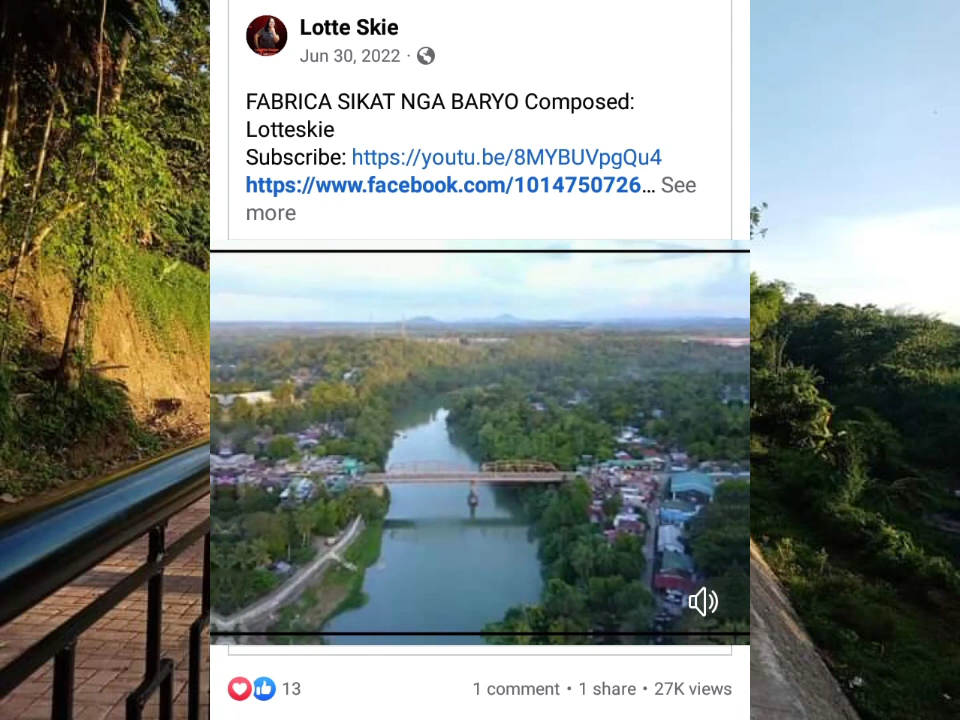 Lotte Skie
Jun 30, 2022 ·
FABRICA SIKAT NGA BARYO Composed:
Lotteskie
Subscribe: https://youtu.be/8MYBUVpgQu4
https://www.facebook.com/1014750726... See
more
13
1 comment • 1 share • 27K views